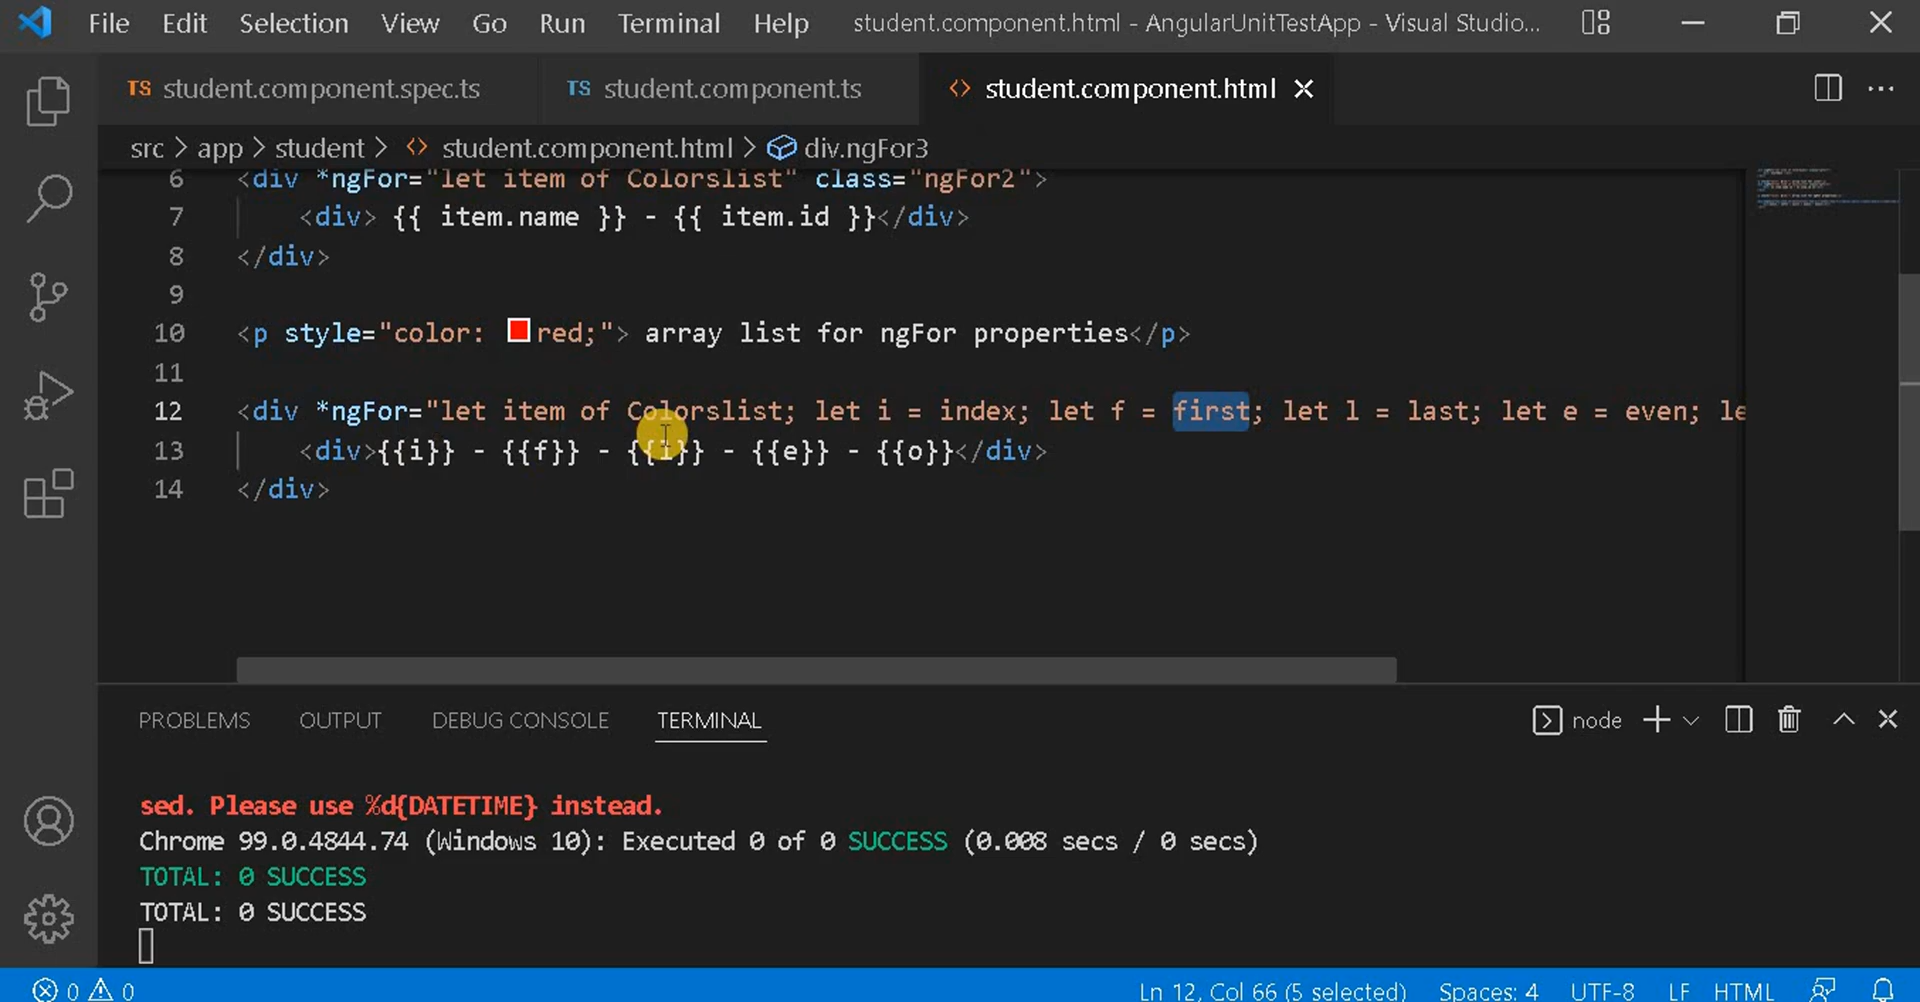 File Edit Selection View Go Run Terminal Help student.component.html - AngularUnitTestApp - Visual Studio...
TS student.component.spec.ts TS student.component.ts <> student.component.html
src > app > student > <> student.component.html > div.ngFor3
6 <div *ngFor="let item of Colorslist" class="ngFor2">
7 <div> {{ item.name }} - {{ item.id }}</div>
8 </div>
9
10 <p style="color: red;"> array list for ngFor properties</p>
11
12 <div *ngFor="let item of Colorslist; let i = index; let f = first; let l = last; let e = even; le
13 <div>{{i}} - {{f}} - {{i}} - {{e}} - {{o}}</div>
14 </div>
PROBLEMS OUTPUT DEBUG CONSOLE TERMINAL node
sed. Please use %d{DATETIME} instead.
Chrome 99.0.4844.74 (Windows 10): Executed 0 of 0 SUCCESS (0.008 secs / 0 secs)
TOTAL: 0 SUCCESS
TOTAL: 0 SUCCESS
0 0 Ln 12, Col 66 (5 selected) Spaces: 4 UTF-8 LF HTML